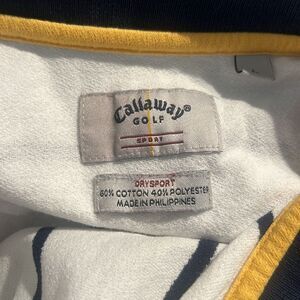 Callaway®
GOLF
SPORT
DRYSPORT
60% COTTON 40% POLYESTER
MADE IN PHILIPPINES